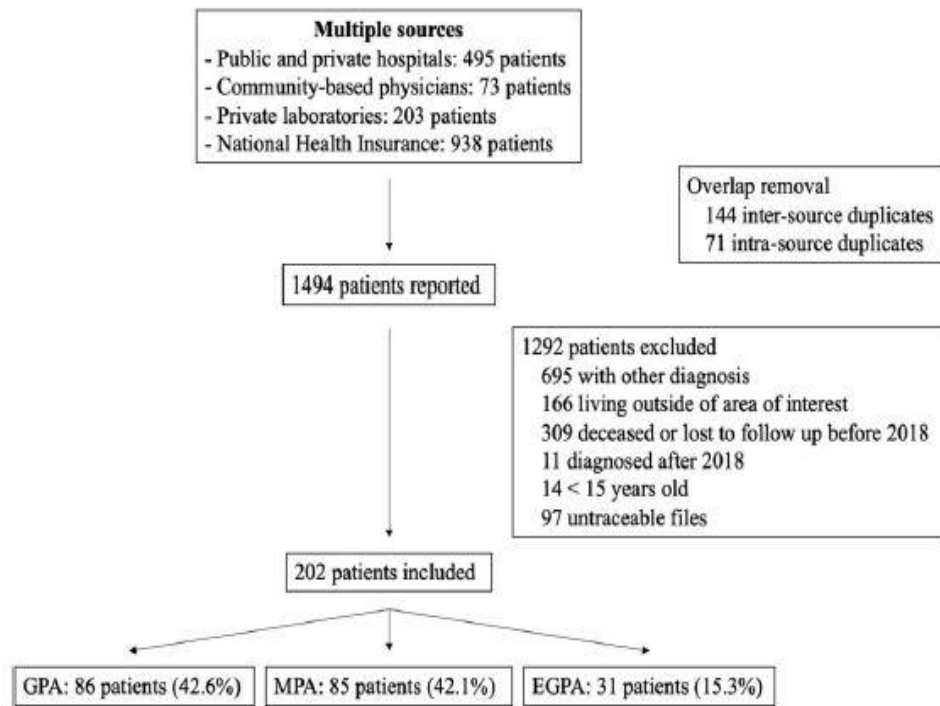 Multiple sources
- Public and private hospitals: 495 patients
- Community-based physicians: 73 patients
- Private laboratories: 203 patients
- National Health Insurance: 938 patients
Overlap removal
144 inter-source duplicates
71 intra-source duplicates
1494 patients reported
1292 patients excluded
695 with other diagnosis
166 living outside of area of interest
309 deceased or lost to follow up before 2018
11 diagnosed after 2018
14 < 15 years old
97 untraceable files
202 patients included
GPA: 86 patients (42.6%)
MPA: 85 patients (42.1%)
EGPA: 31 patients (15.3%)